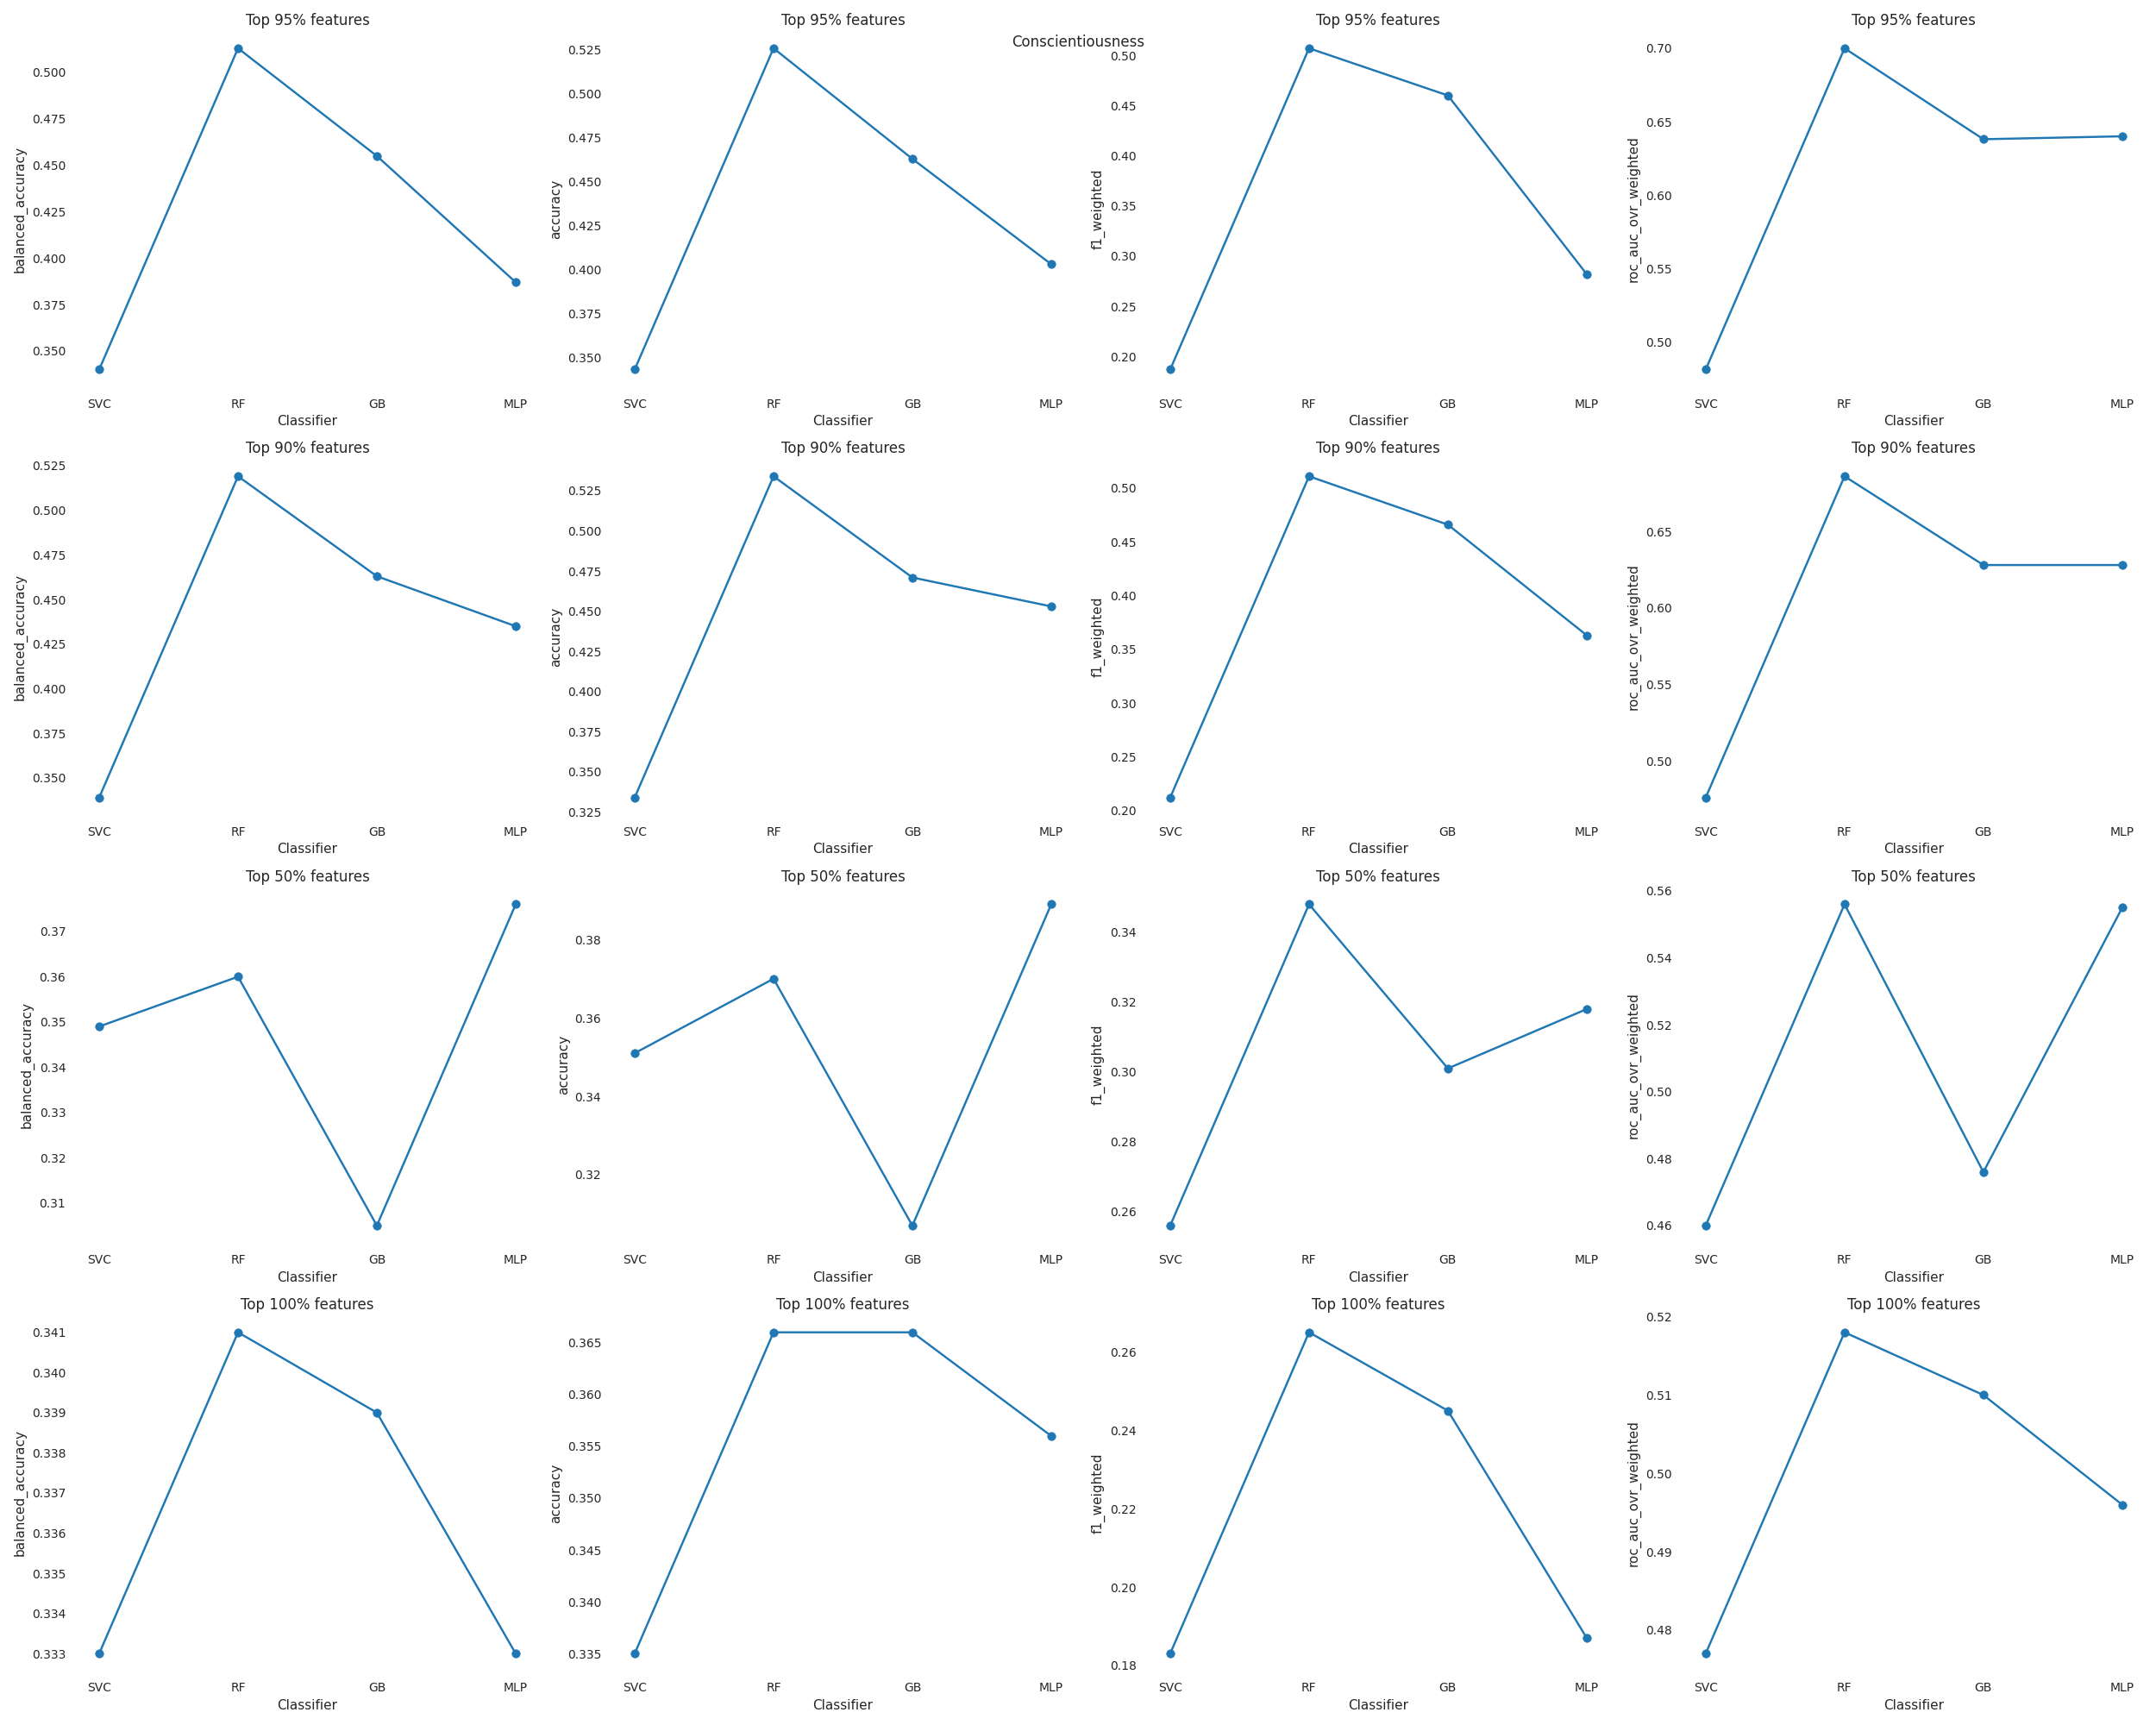 Conscientiousness
Top 95% features
balanced_accuracy
0.500
0.475
0.450
0.425
0.400
0.375
0.350
SVC RF GB MLP
Classifier
Top 95% features
accuracy
0.525
0.500
0.475
0.450
0.425
0.400
0.375
0.350
SVC RF GB MLP
Classifier
Top 95% features
f1_weighted
0.50
0.45
0.40
0.35
0.30
0.25
0.20
SVC RF GB MLP
Classifier
Top 95% features
roc_auc_ovr_weighted
0.70
0.65
0.60
0.55
0.50
SVC RF GB MLP
Classifier
Top 90% features
balanced_accuracy
0.525
0.500
0.475
0.450
0.425
0.400
0.375
0.350
SVC RF GB MLP
Classifier
Top 90% features
accuracy
0.525
0.500
0.475
0.450
0.425
0.400
0.375
0.350
0.325
SVC RF GB MLP
Classifier
Top 90% features
f1_weighted
0.50
0.45
0.40
0.35
0.30
0.25
0.20
SVC RF GB MLP
Classifier
Top 90% features
roc_auc_ovr_weighted
0.65
0.60
0.55
0.50
SVC RF GB MLP
Classifier
Top 50% features
balanced_accuracy
0.37
0.36
0.35
0.34
0.33
0.32
0.31
SVC RF GB MLP
Classifier
Top 50% features
accuracy
0.38
0.36
0.34
0.32
SVC RF GB MLP
Classifier
Top 50% features
f1_weighted
0.34
0.32
0.30
0.28
0.26
SVC RF GB MLP
Classifier
Top 50% features
roc_auc_ovr_weighted
0.56
0.54
0.52
0.50
0.48
0.46
SVC RF GB MLP
Classifier
Top 100% features
balanced_accuracy
0.341
0.340
0.339
0.338
0.337
0.336
0.335
0.334
0.333
SVC RF GB MLP
Classifier
Top 100% features
accuracy
0.365
0.360
0.355
0.350
0.345
0.340
0.335
SVC RF GB MLP
Classifier
Top 100% features
f1_weighted
0.26
0.24
0.22
0.20
0.18
SVC RF GB MLP
Classifier
Top 100% features
roc_auc_ovr_weighted
0.52
0.51
0.50
0.49
0.48
SVC RF GB MLP
Classifier